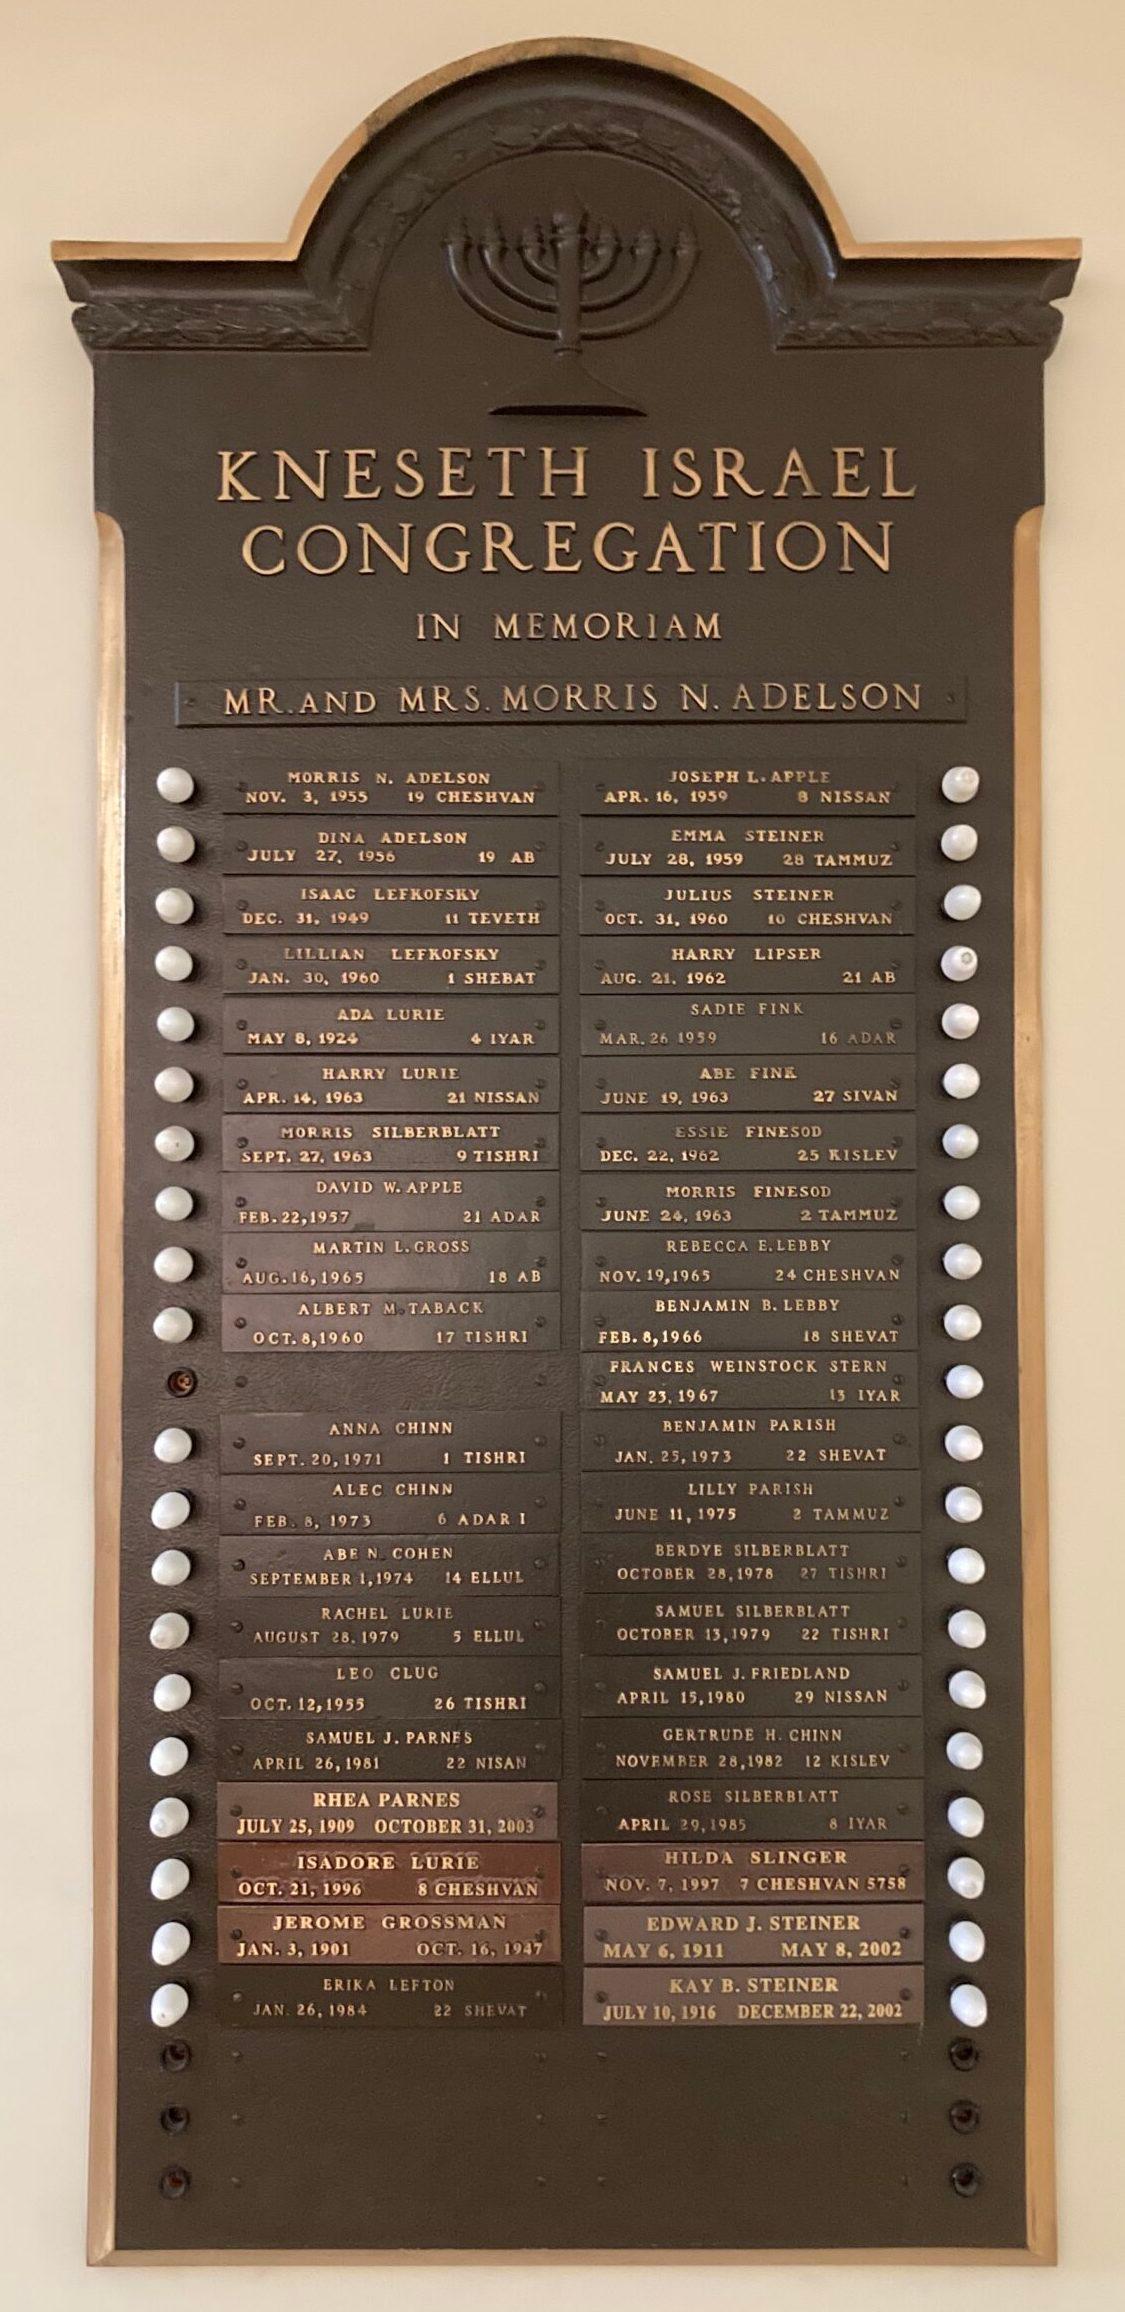 KNESETH ISRAEL
CONGREGATION
IN MEMORIAM
MR. AND MRS. MORRIS N. ADELSON
MORRIS N. ADELSON
NOV. 3, 1955 19 CHESHVAN
DINA ADELSON
JULY 27, 1956 19 AB
ISAAC LEFKOFSKY
DEC. 31, 1949 11 TEVETH
LILLIAN LEFKOFSKY
JAN. 30, 1960 1 SHEBAT
ADA LURIE
MAY 8, 1924 4 IYAR
HARRY LURIE
APR. 14, 1963 21 NISSAN
MORRIS SILBERBLATT
SEPT. 27, 1963 9 TISHRI
DAVID W. APPLE
FEB. 22, 1957 21 ADAR
MARTIN L. GROSS
AUG. 16, 1965 18 AB
ALBERT M. TABACK
OCT. 8, 1960 17 TISHRI
ANNA CHINN
SEPT. 20, 1971 1 TISHRI
ALEC CHINN
FEB. 8, 1973 6 ADAR I
ABE N. COHEN
SEPTEMBER 1, 1974 14 ELLUL
RACHEL LURIE
AUGUST 28, 1979 5 ELLUL
LEO CLUG
OCT. 12, 1955 26 TISHRI
SAMUEL J. PARNES
APRIL 26, 1981 22 NISAN
RHEA PARNES
JULY 25, 1909 OCTOBER 31, 2003
ISADORE LURIE
OCT. 21, 1996 8 CHESHVAN
JEROME GROSSMAN
JAN. 3, 1901 OCT. 16, 1947
ERIKA LEFTON
JAN. 26, 1984 22 SHEVAT
JOSEPH L. APPLE
APR. 16, 1959 8 NISSAN
EMMA STEINER
JULY 28, 1959 28 TAMMUZ
JULIUS STEINER
OCT. 31, 1960 10 CHESHVAN
HARRY LIPSER
AUG. 21, 1962 21 AB
SADIE FINK
MAR. 26 1959 16 ADAR
ABE FINK
JUNE 19, 1963 27 SIVAN
ESSIE FINESOD
DEC. 22, 1962 25 KISLEV
MORRIS FINESOD
JUNE 24, 1963 2 TAMMUZ
REBECCA E. LEBBY
NOV. 19, 1965 24 CHESHVAN
BENJAMIN B. LEBBY
FEB. 8, 1966 18 SHEVAT
FRANCES WEINSTOCK STERN
MAY 23, 1967 13 IYAR
BENJAMIN PARISH
JAN. 25, 1973 22 SHEVAT
LILLY PARISH
JUNE 11, 1975 2 TAMMUZ
BERDYE SILBERBLATT
OCTOBER 28, 1978 27 TISHRI
SAMUEL SILBERBLATT
OCTOBER 13, 1979 22 TISHRI
SAMUEL J. FRIEDLAND
APRIL 15, 1980 29 NISSAN
GERTRUDE H. CHINN
NOVEMBER 28, 1982 12 KISLEV
ROSE SILBERBLATT
APRIL 29, 1985 8 IYAR
HILDA SLINGER
NOV. 7, 1997 7 CHESHVAN 5758
EDWARD J. STEINER
MAY 6, 1911 MAY 8, 2002
KAY B. STEINER
JULY 10, 1916 DECEMBER 22, 2002